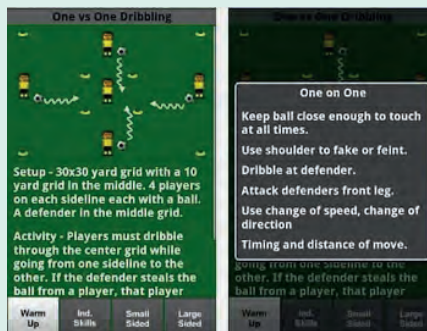 One vs One Dribbling
Setup - 30x30 yard grid with a 10
yard grid in the middle. 4 players
on each sideline each with a ball.
A defender in the middle grid.
Activity - Players must dribble
through the center grid while
going from one sideline to the
other. If the defender steals the
ball from a player, that player
Warm
Up
Ind.
Skills
Small
Sided
Large
Sided
One vs One Dribbling
One on One
Keep ball close enough to touch
at all times.
Use shoulder to fake or feint.
Dribble at defender.
Attack defenders front leg.
Use change of speed, change of
direction
Timing and distance of move.
going from one sideline to the
other. If the defender steals the
ball from a player, that player
Warm
Up
Ind.
Skills
Small
Sided
Large
Sided